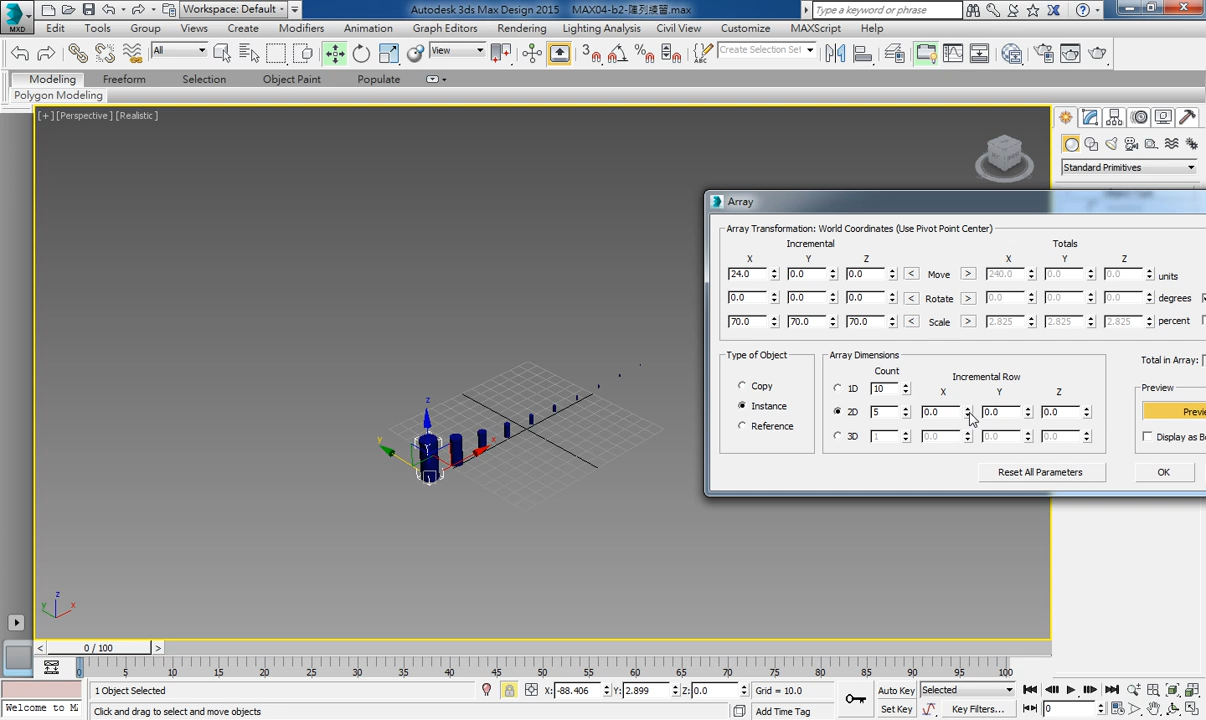 MXD Workspace: Default Autodesk 3ds Max Design 2015 MAX04-b2-陣列練習.max Type a keyword or phrase
Edit Tools Group Views Create Modifiers Animation Graph Editors Rendering Lighting Analysis Civil View Customize MAXScript Help
All View 3 Create Selection Se
Modeling Freeform Selection Object Paint Populate
Polygon Modeling
[+] [Perspective] [Realistic]
Standard Primitives
Array
Array Transformation: World Coordinates (Use Pivot Point Center)
Incremental Totals
X Y Z X Y Z
24.0 0.0 0.0 < Move > 240.0 0.0 0.0 units
0.0 0.0 0.0 < Rotate > 0.0 0.0 0.0 degrees
70.0 70.0 70.0 < Scale > 2.825 2.825 2.825 percent
Type of Object Array Dimensions
Count Incremental Row
X Y Z
Total in Array:
Copy 1D 10
Preview
Instance 2D 5 0.0 0.0 0.0 Previe
Reference 3D 1 0.0 0.0 0.0 Display as B
Reset All Parameters OK
z
y
x
z
y x
< 0 / 100 >
0 5 10 15 20 25 30 35 40 45 50 55 60 65 70 75 80 85 90 95 100
1 Object Selected X: -88.406 Y: 2.899 Z: 0.0 Grid = 10.0 Auto Key Selected
Welcome to M Click and drag to select and move objects Add Time Tag Set Key Key Filters... 0